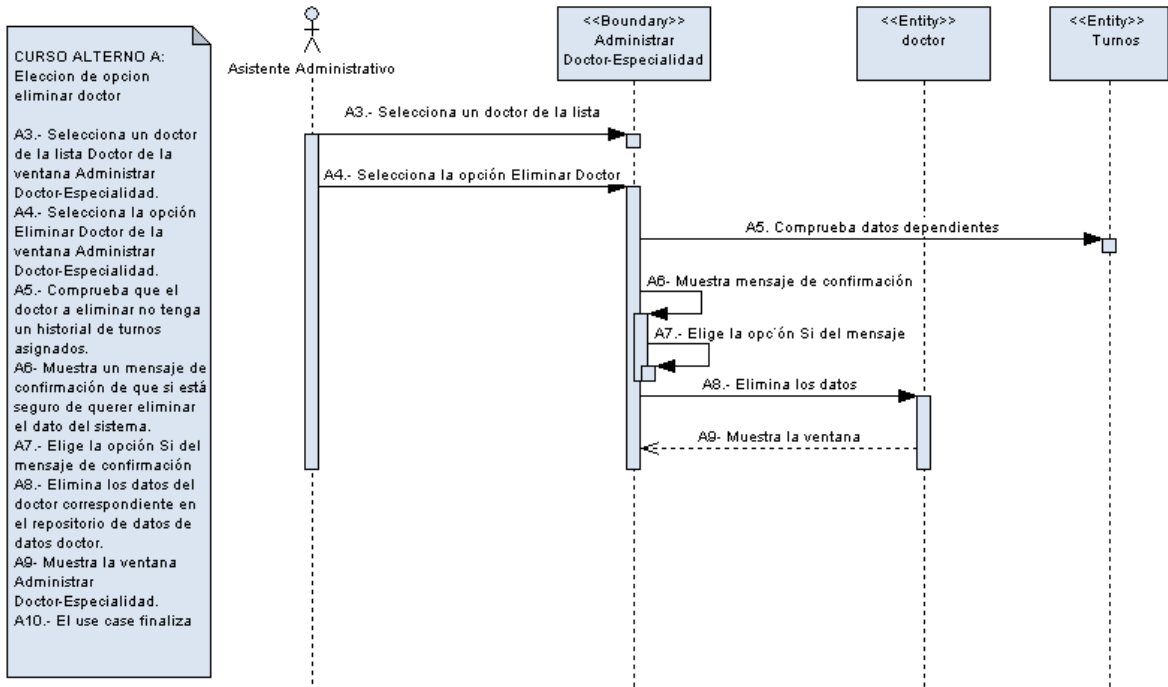 CURSO ALTERNO A:
Eleccion de opcion
eliminar doctor
A3.- Selecciona un doctor
de la lista Doctor de la
ventana Administrar
Doctor-Especialidad.
A4.- Selecciona la opción
Eliminar Doctor de la
ventana Administrar
Doctor-Especialidad.
A5.- Comprueba que el
doctor a eliminar no tenga
un historial de turnos
asignados.
A6- Muestra un mensaje de
confirmación de que si está
seguro de querer eliminar
el dato del sistema.
A7.- Elige la opción Si del
mensaje de confirmación
A8.- Elimina los datos del
doctor correspondiente en
el repositorio de datos de
datos doctor.
A9- Muestra la ventana
Administrar
Doctor-Especialidad.
A10.- El use case finaliza
Asistente Administrativo
<<Boundary>>
Administrar
Doctor-Especialidad
<<Entity>>
doctor
<<Entity>>
Turnos
A3.- Selecciona un doctor de la lista
A4.- Selecciona la opción Eliminar Doctor
A5. Comprueba datos dependientes
A6- Muestra mensaje de confirmación
A7.- Elige la opción Si del mensaje
A8.- Elimina los datos
A9- Muestra la ventana